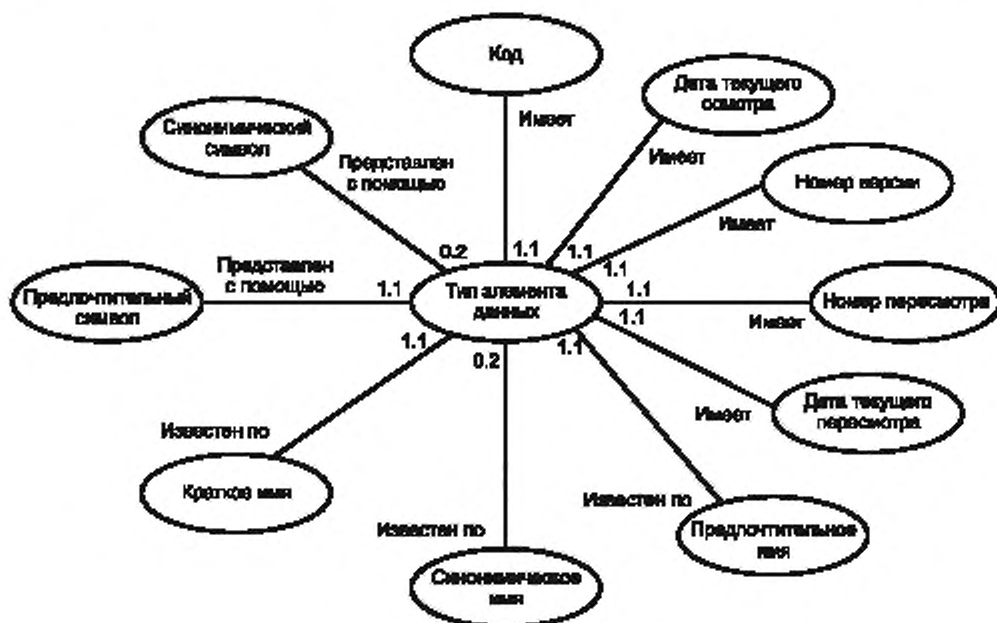 Код
Дата текущего
осмотра
Имеет
Синонимический
символ
Имеет
Представлен
с помощью
Номер версии
Имеет
0.2
1.1
1.1
1.1
Представлен
с помощью
Предпочтительный
символ
1.1
Тип элемента
данных
1.1
Номер пересмотра
Имеет
1.1
1.1
1.1
0.2
Дата текущего
пересмотра
Имеет
Известен по
Краткое имя
Известен по
Предпочтительное
имя
Известен по
Синонимическое
имя